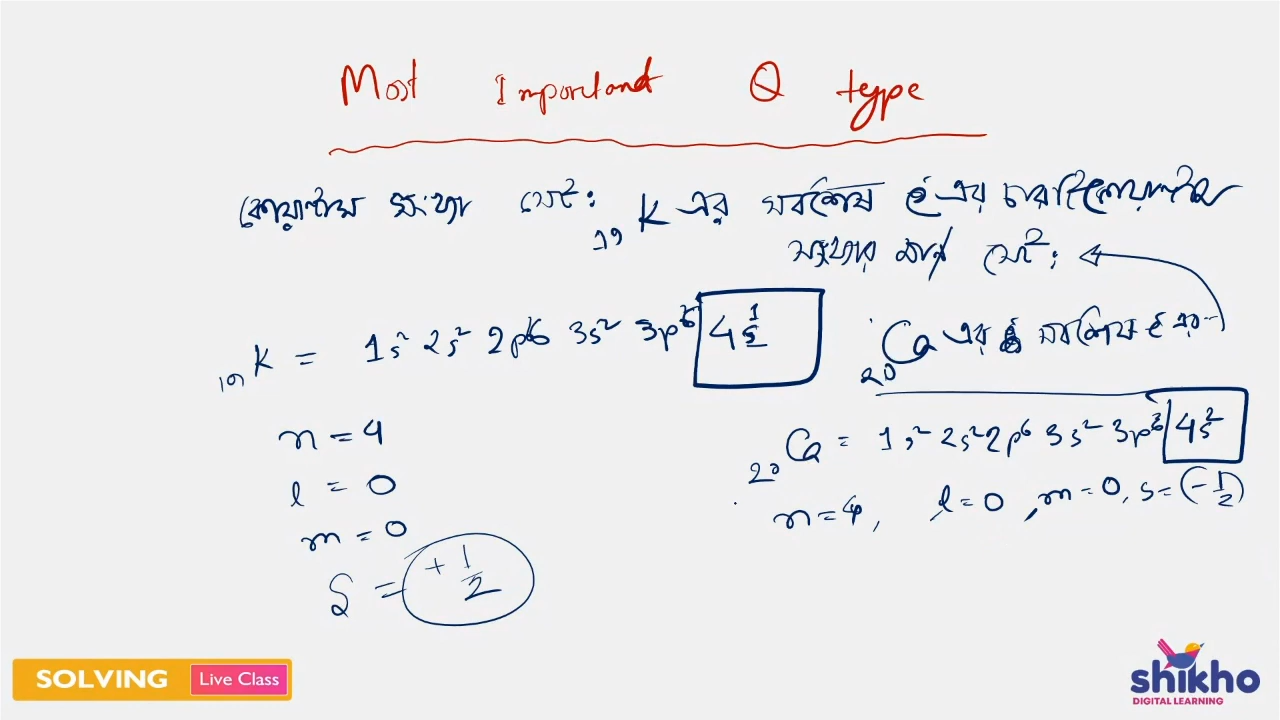 Most Important Q type
কোয়ান্টাম সংখ্যা সেট: ₁₉K এর সর্বশেষ e এর চারটি কোয়ান্টাম
সংখ্যার মান সেট:
₂₀Ca এর সর্বশেষ e এর
₁₉K = 1s² 2s² 2p⁶ 3s² 3p⁶ 4s¹
n = 4
l = 0
m = 0
S = +1/2
₂₀Ca = 1s² 2s² 2p⁶ 3s² 3p⁶ 4s²
n = 4, l = 0, m = 0, s = (-1/2)
SOLVING Live Class
shikho
DIGITAL LEARNING